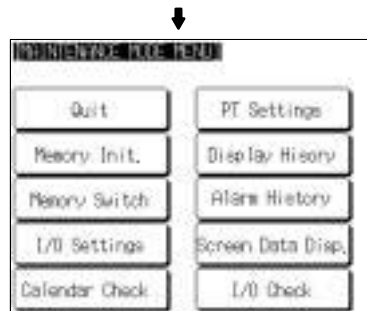 [MAINTENANCE MODE MENU]
Quit
PT Settings
Memory Init.
Display Hisory
Memory Switch
Alarm History
I/O Settings
Screen Data Disp.
Calendar Check
I/O Check